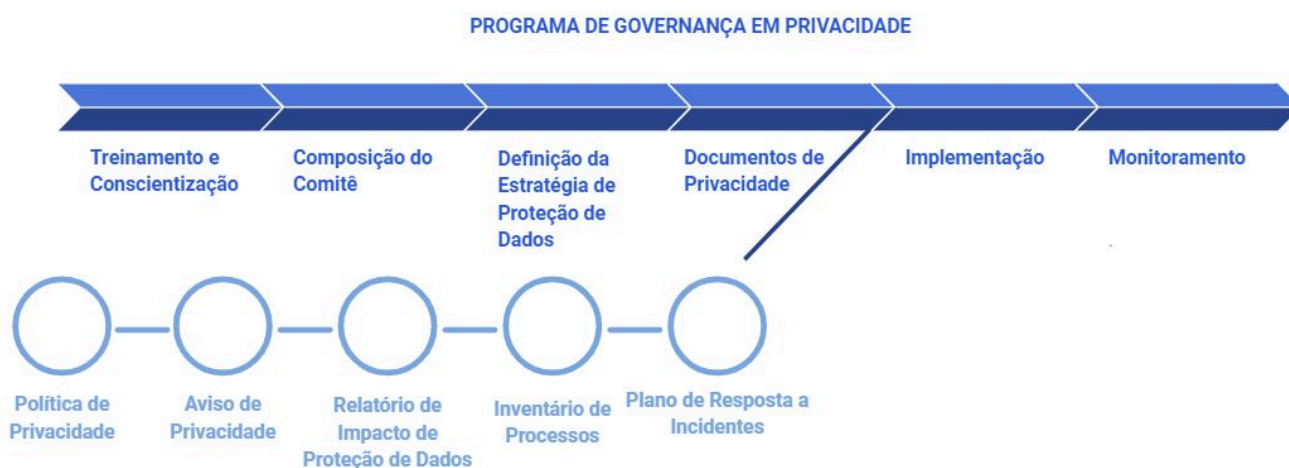 PROGRAMA DE GOVERNANÇA EM PRIVACIDADE
Treinamento e
Conscientização
Composição do
Comitê
Definição da
Estratégia de
Proteção de
Dados
Documentos de
Privacidade
Implementação
Monitoramento
Política de
Privacidade
Aviso de
Privacidade
Relatório de
Impacto de
Proteção de Dados
Inventário de
Processos
Plano de Resposta a
Incidentes